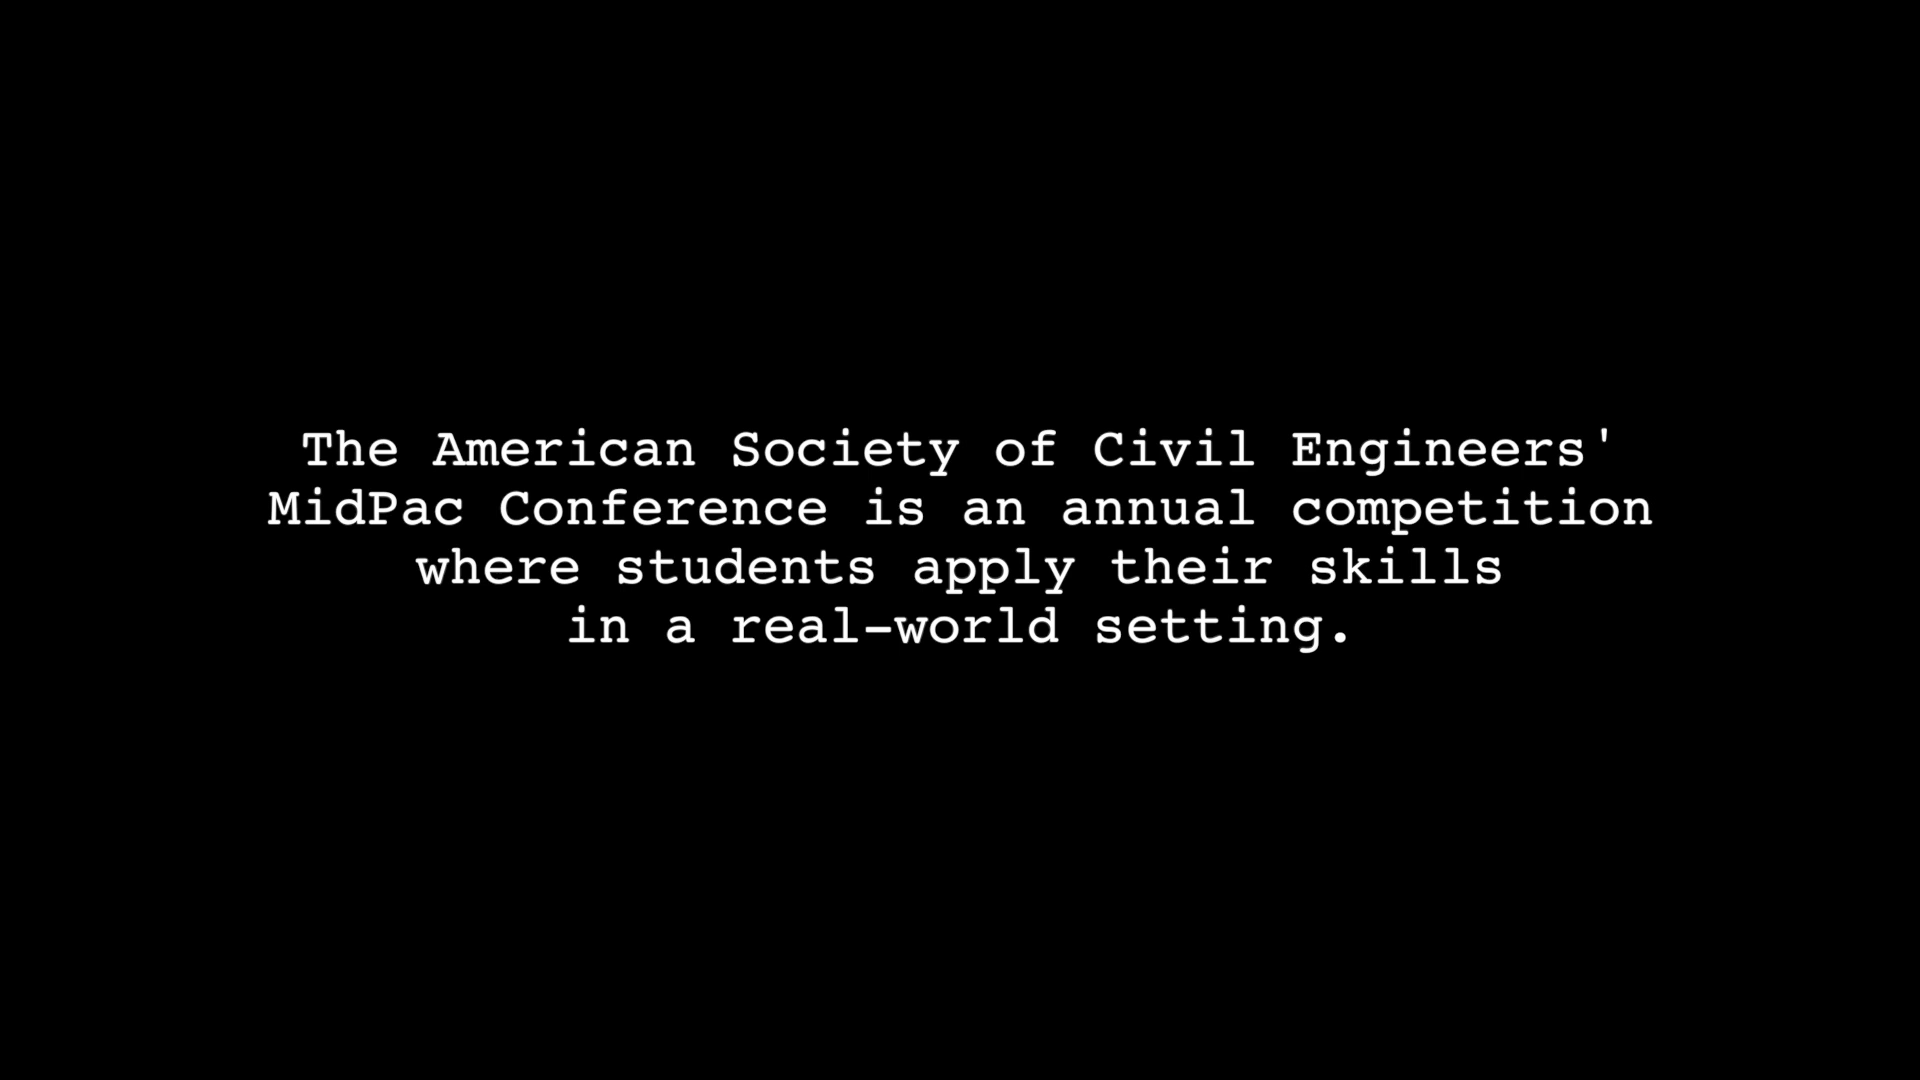 The American Society of Civil Engineers'
MidPac Conference is an annual competition
where students apply their skills
in a real-world setting.